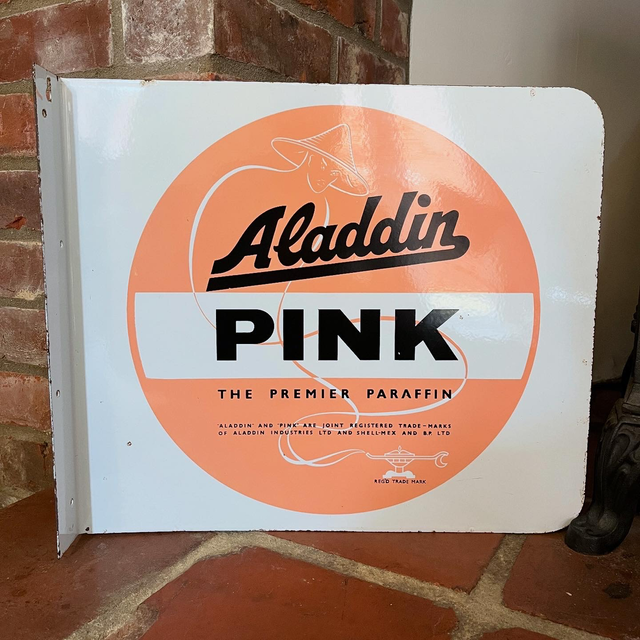 Aladdin
PINK
THE PREMIER PARAFFIN
'ALADDIN' AND 'PINK' ARE JOINT REGISTERED TRADE-MARKS
OF ALADDIN INDUSTRIES LTD AND SHELL-MEX AND B.P. LTD
REGD TRADE MARK